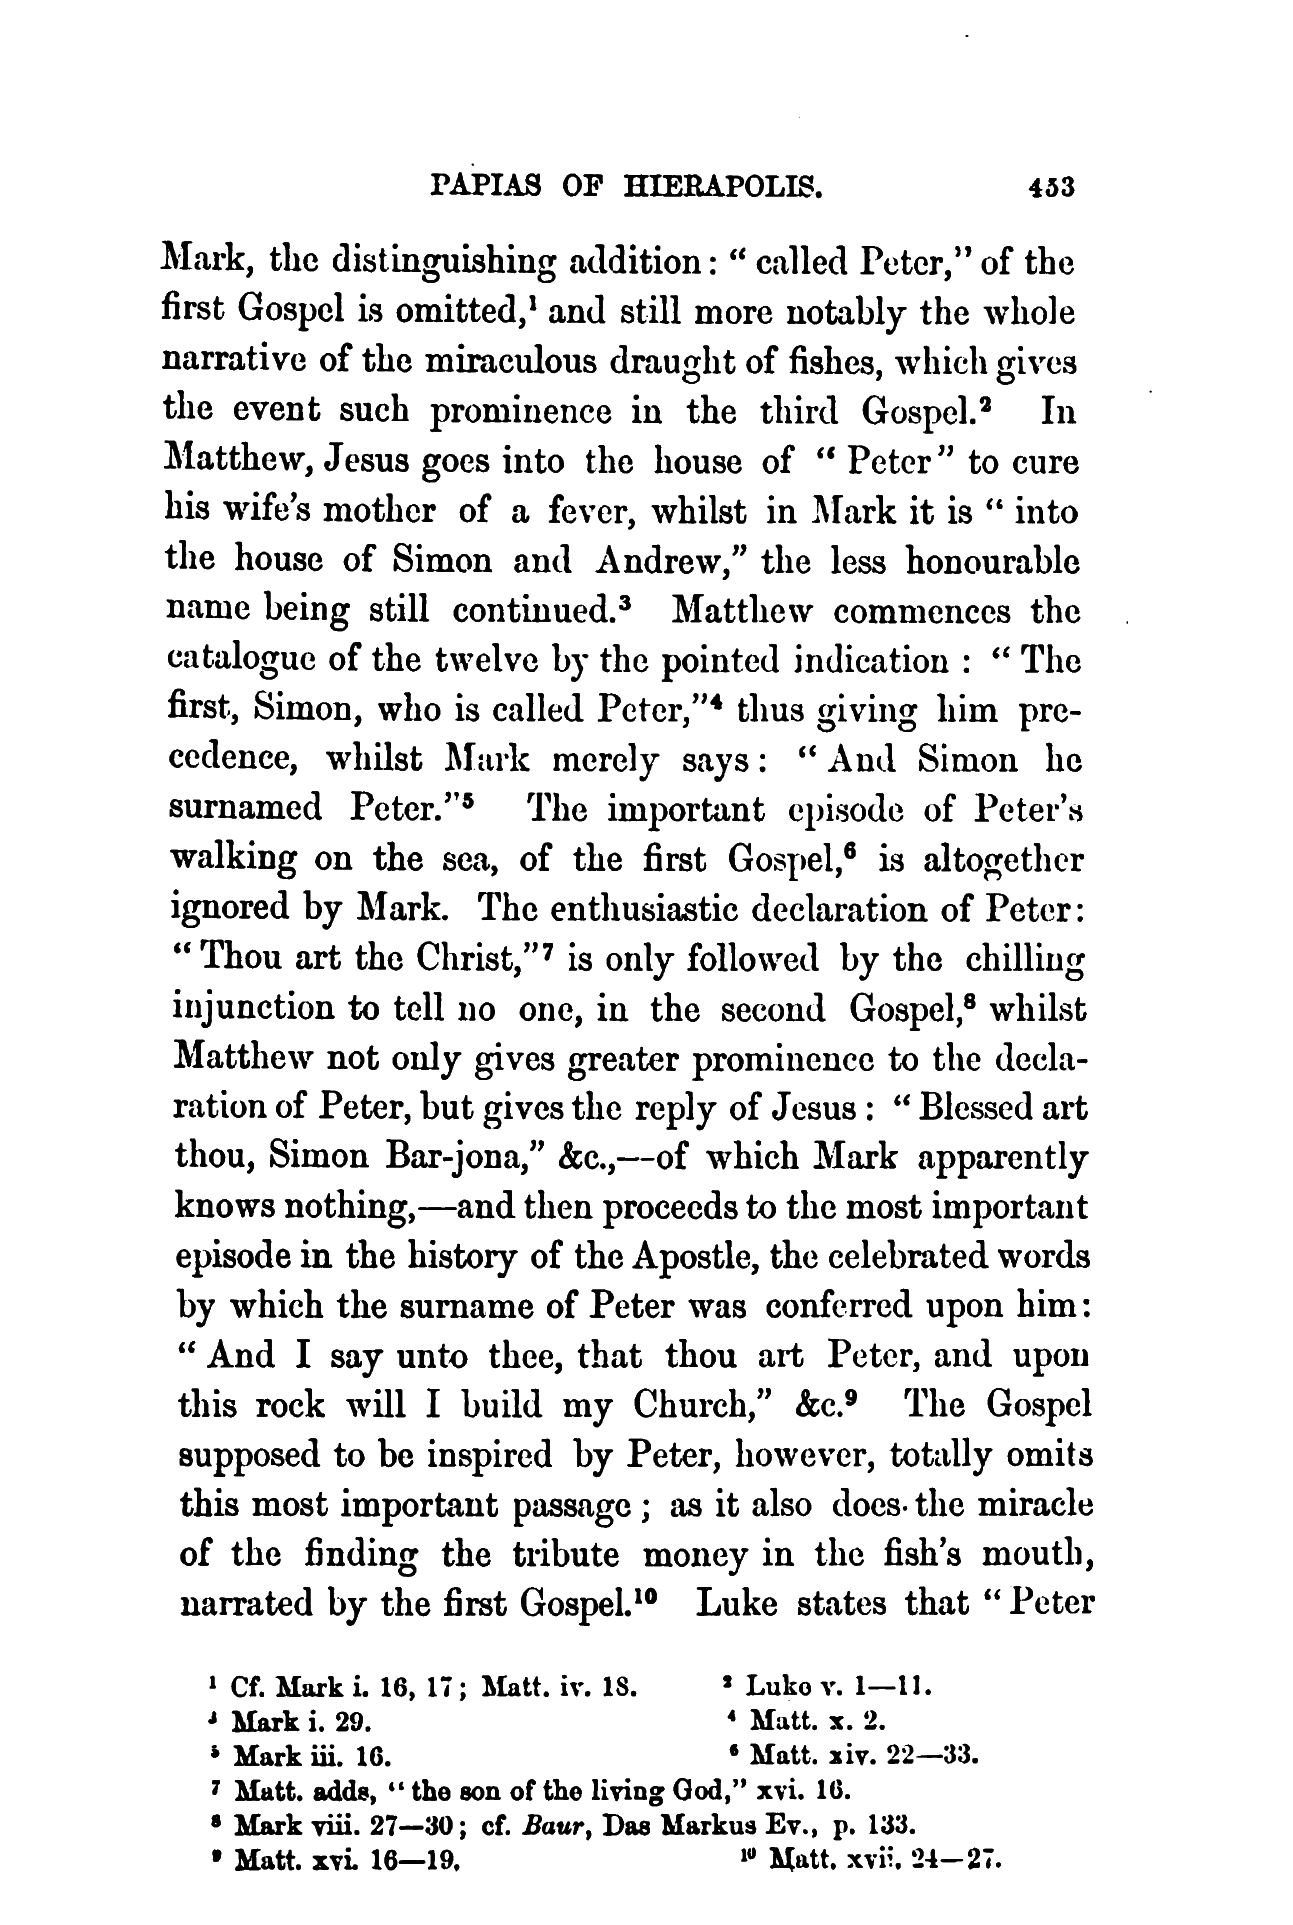 PAPIAS OF HIERAPOLIS. 453
Mark, the distinguishing addition: “ called Peter,” of the
first Gospel is omitted,¹ and still more notably the whole
narrative of the miraculous draught of fishes, which gives
the event such prominence in the third Gospel.² In
Matthew, Jesus goes into the house of “ Peter” to cure
his wife’s mother of a fever, whilst in Mark it is “ into
the house of Simon and Andrew,” the less honourable
name being still continued.³ Matthew commences the
catalogue of the twelve by the pointed indication : “ The
first, Simon, who is called Peter,”⁴ thus giving him pre-
cedence, whilst Mark merely says: “ And Simon he
surnamed Peter.”⁵ The important episode of Peter’s
walking on the sea, of the first Gospel,⁶ is altogether
ignored by Mark. The enthusiastic declaration of Peter:
“ Thou art the Christ,”⁷ is only followed by the chilling
injunction to tell no one, in the second Gospel,⁸ whilst
Matthew not only gives greater prominence to the decla-
ration of Peter, but gives the reply of Jesus : “ Blessed art
thou, Simon Bar-jona,” &c.,—of which Mark apparently
knows nothing,—and then proceeds to the most important
episode in the history of the Apostle, the celebrated words
by which the surname of Peter was conferred upon him:
“ And I say unto thee, that thou art Peter, and upon
this rock will I build my Church,” &c.⁹ The Gospel
supposed to be inspired by Peter, however, totally omits
this most important passage ; as it also does the miracle
of the finding the tribute money in the fish’s mouth,
narrated by the first Gospel.¹⁰ Luke states that “ Peter
¹ Cf. Mark i. 16, 17 ; Matt. iv. 18. ² Luke v. 1—11.
³ Mark i. 29. ⁴ Matt. x. 2.
⁵ Mark iii. 16. ⁶ Matt. xiv. 22—33.
⁷ Matt. adds, “ the son of the living God,” xvi. 16.
⁸ Mark viii. 27—30 ; cf. Baur, Das Markus Ev., p. 133.
⁹ Matt. xvi. 16—19. ¹⁰ Matt. xvii. 24—27.